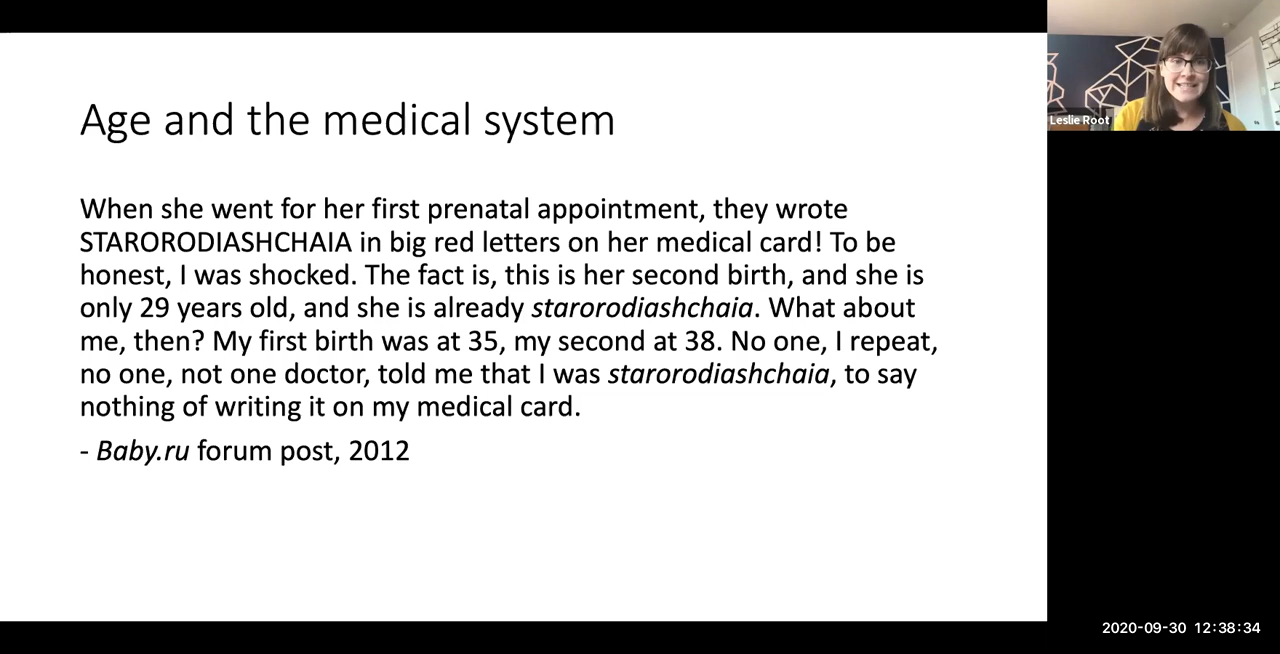 Age and the medical system
When she went for her first prenatal appointment, they wrote
STARORODIASHCHAIA in big red letters on her medical card! To be
honest, I was shocked. The fact is, this is her second birth, and she is
only 29 years old, and she is already starorodiashchaia. What about
me, then? My first birth was at 35, my second at 38. No one, I repeat,
no one, not one doctor, told me that I was starorodiashchaia, to say
nothing of writing it on my medical card.
- Baby.ru forum post, 2012
Leslie Root
2020-09-30 12:38:34